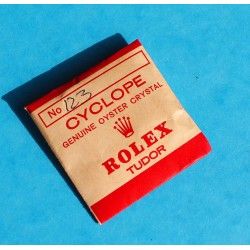 No 123
CYCLOPE
GENUINE OYSTER CRYSTAL
ROLEX
TUDOR